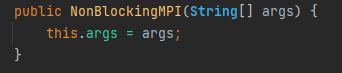 public NonBlockingMPI(String[] args) {
    this.args = args;
}